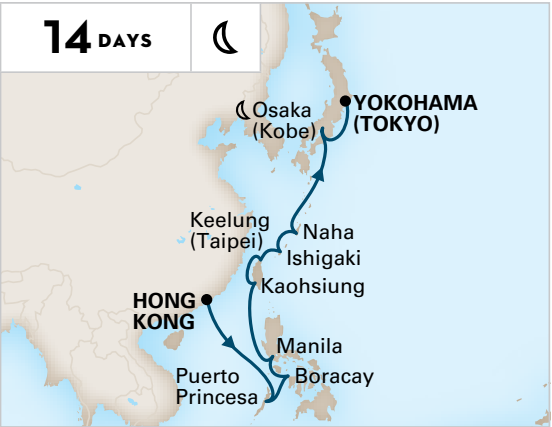 14 DAYS
Osaka
(Kobe)
YOKOHAMA
(TOKYO)
Keelung
(Taipei)
Naha
Ishigaki
Kaohsiung
HONG
KONG
Manila
Puerto
Princesa
Boracay